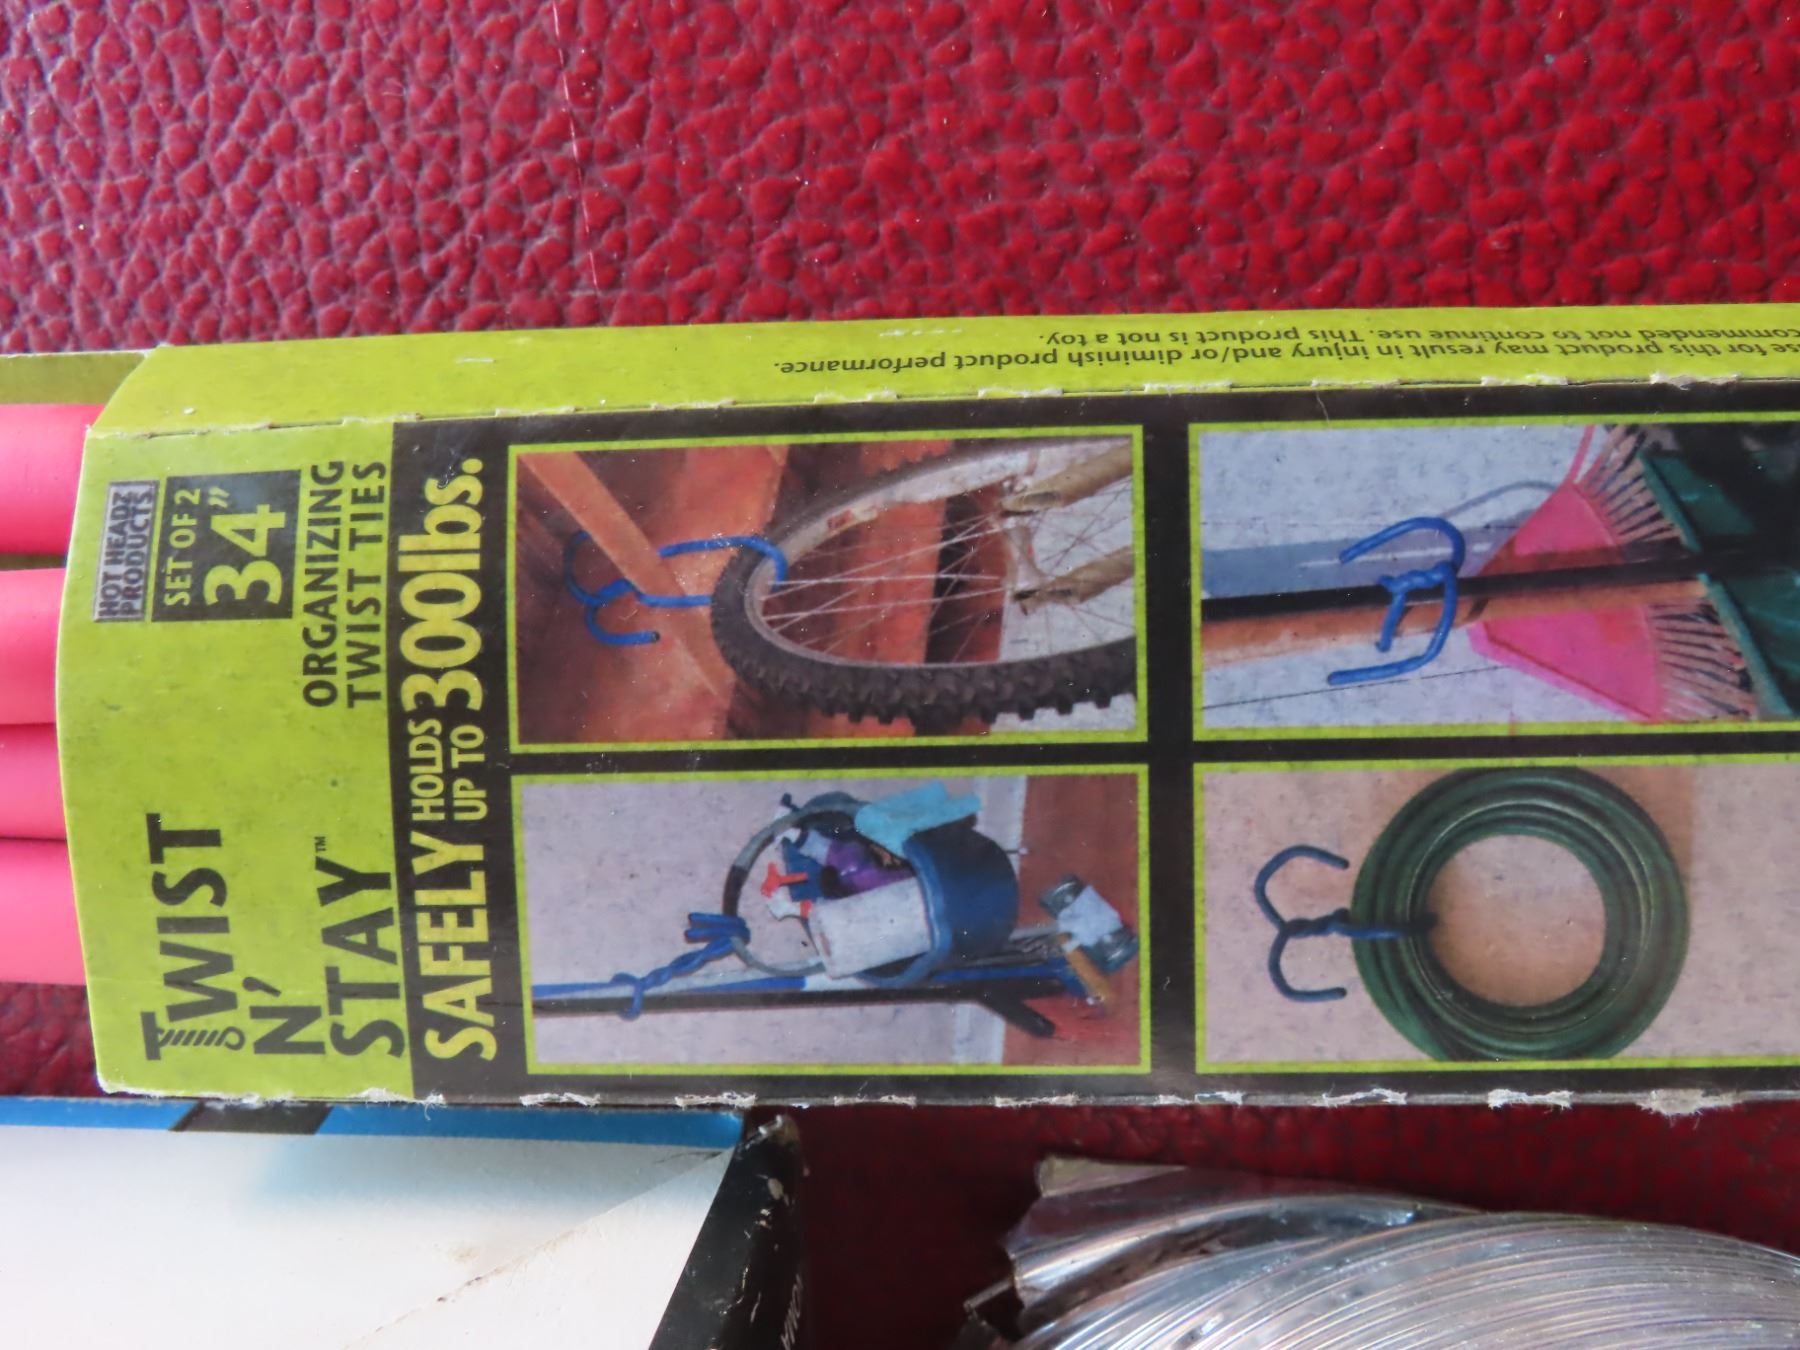 HOT HEADZ
PRODUCTS
SET OF 2
34"
ORGANIZING
TWIST TIES
TWIST
N'
STAY™
SAFELY HOLDS
UP TO 300lbs.
for this product may result in injury and/or diminish product performance.
not to continue use. This product is not a toy.